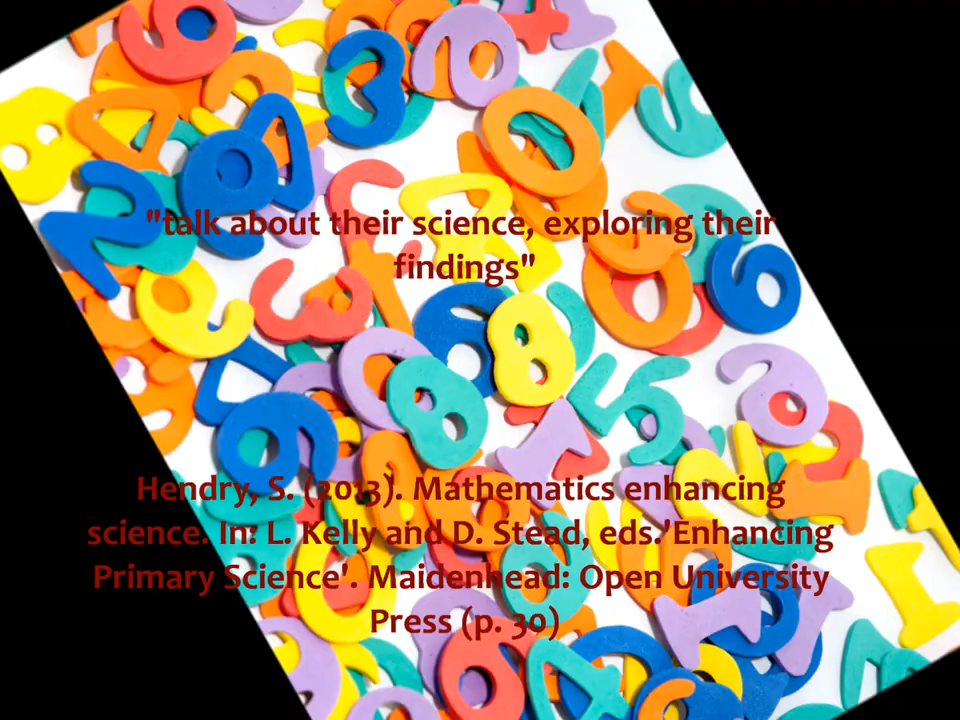 "talk about their science, exploring their
findings"
Hendry, S. (2013). Mathematics enhancing
science. In: L. Kelly and D. Stead, eds.'Enhancing
Primary Science'. Maidenhead: Open University
Press (p. 39)